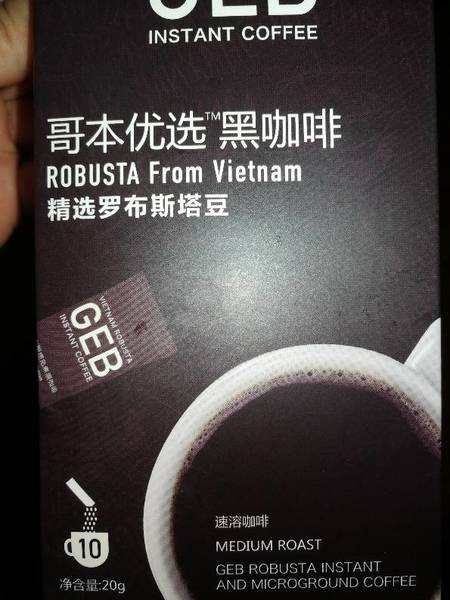 GEB
INSTANT COFFEE
哥本优选™黑咖啡
ROBUSTA From Vietnam
精选罗布斯塔豆
VIETNAM ROBUSTA
GEB
INSTANT COFFEE
速溶咖啡
MEDIUM ROAST
GEB ROBUSTA INSTANT
AND MICROGROUND COFFEE
10
净含量:20g